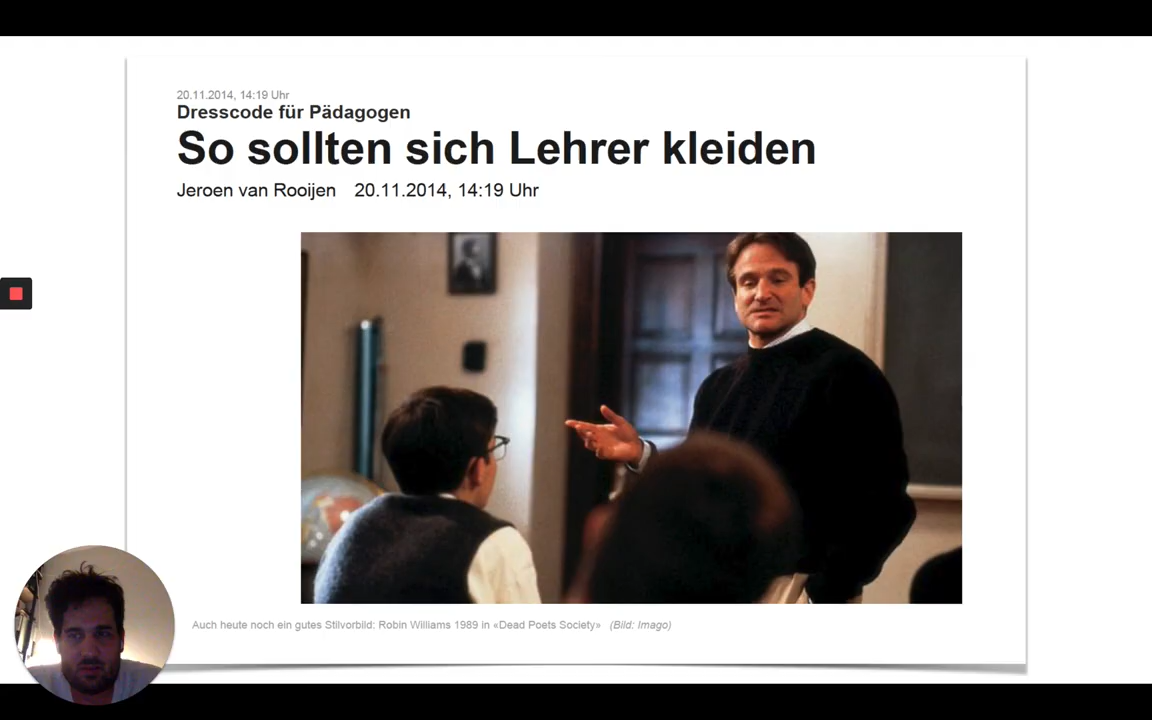 20.11.2014, 14:19 Uhr
Dresscode für Pädagogen
So sollten sich Lehrer kleiden
Jeroen van Rooijen 20.11.2014, 14:19 Uhr
Auch heute noch ein gutes Stilvorbild: Robin Williams 1989 in «Dead Poets Society» (Bild: Imago)